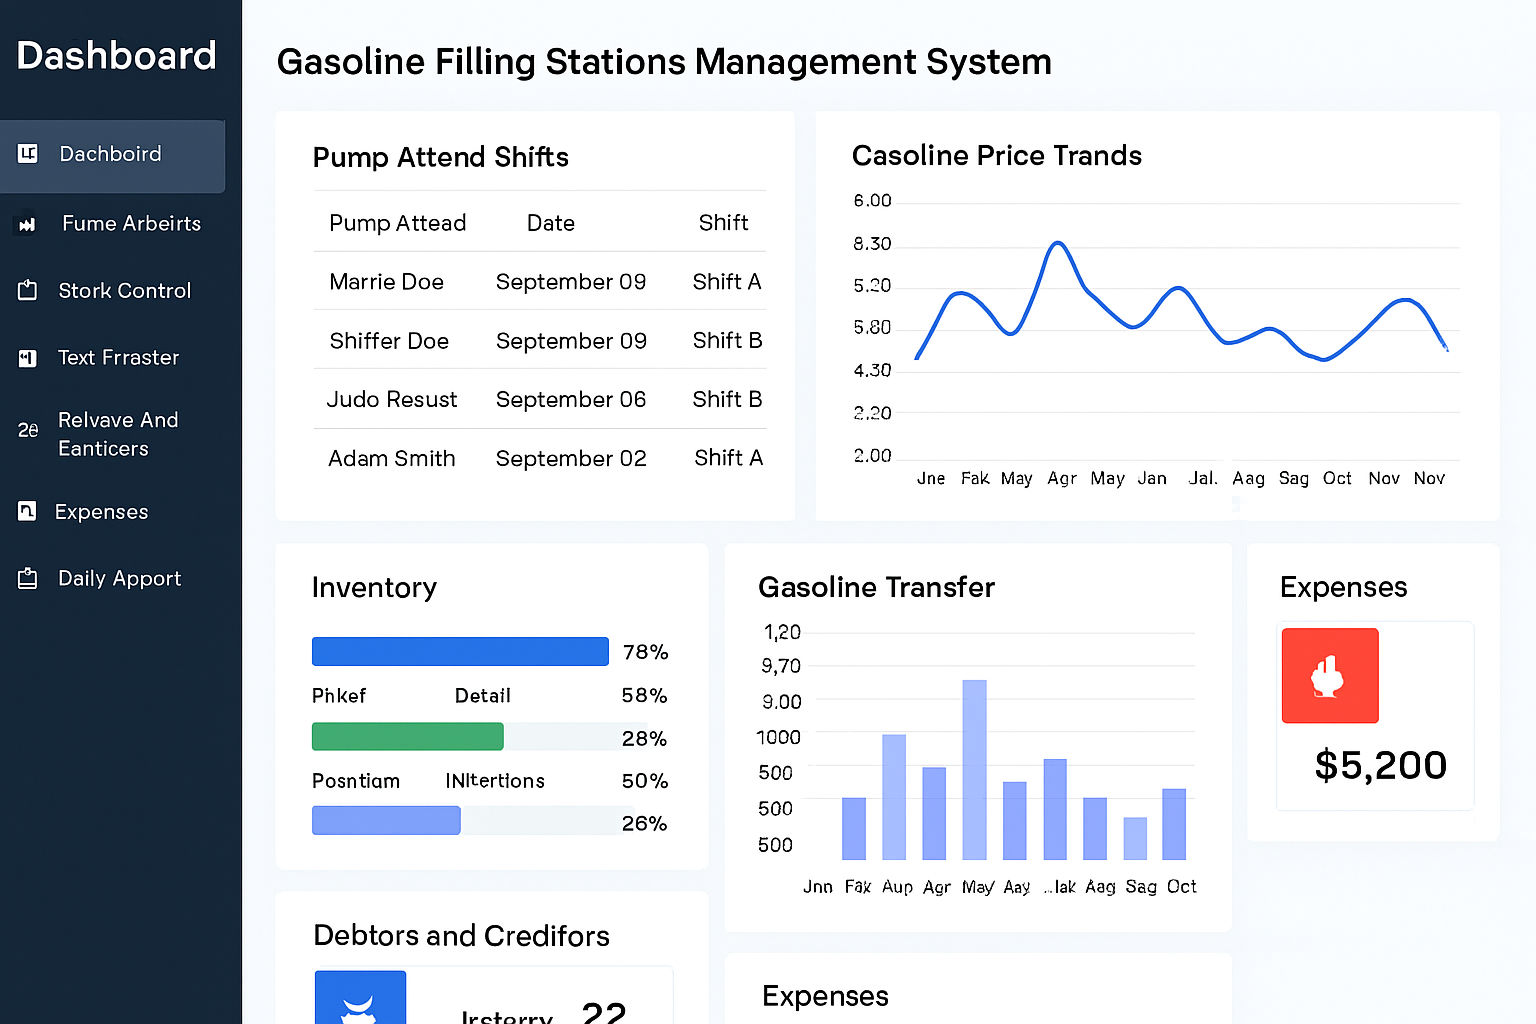 Dashboard
Dachboird
Fume Arbeirts
Stork Control
Text Frraster
Relvave And
Eanticers
Expenses
Daily Apport
Gasoline Filling Stations Management System
Pump Attend Shifts
Pump Attead Date Shift
Marrie Doe September 09 Shift A
Shiffer Doe September 09 Shift B
Judo Resust September 06 Shift B
Adam Smith September 02 Shift A
Casoline Price Trands
6.00
8.30
5.20
5.80
4.30
2.20
2.00
Jne Fak May Agr May Jan Jal. Aag Sag Oct Nov Nov
Inventory
78%
Phkef Detail 58%
28%
Posntiam INItertions 50%
26%
Gasoline Transfer
1,20
9,70
9.00
1000
500
500
500
Jnn Fak Aup Agr May Aay ..lak Aag Sag Oct
Expenses
$5,200
Debtors and Credifors
22
Expenses